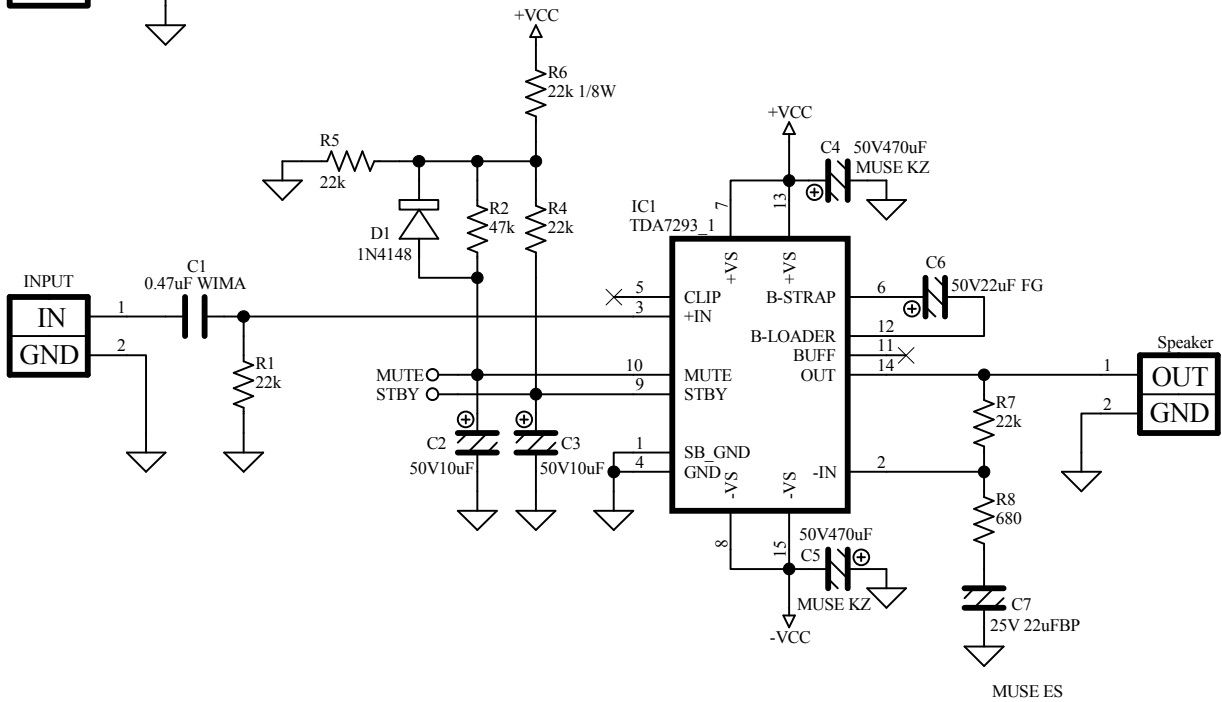 +VCC
R6
22k 1/8W
+VCC
C4
50V470uF
MUSE KZ
R5
22k
R2
47k
R4
22k
D1
1N4148
IC1
TDA7293_1
7
13
+VS
+VS
C6
50V22uF FG
INPUT
C1
0.47uF WIMA
IN
1
GND
2
R1
22k
5
CLIP
3
+IN
B-STRAP
6
B-LOADER
12
BUFF
11
OUT
14
MUTE
10
MUTE
STBY
9
STBY
Speaker
1
OUT
2
GND
R7
22k
C2
50V10uF
C3
50V10uF
1
SB_GND
4
GND
-VS
-VS
-IN
2
R8
680
8
15
50V470uF
C5
MUSE KZ
-VCC
C7
25V 22uFBP
MUSE ES